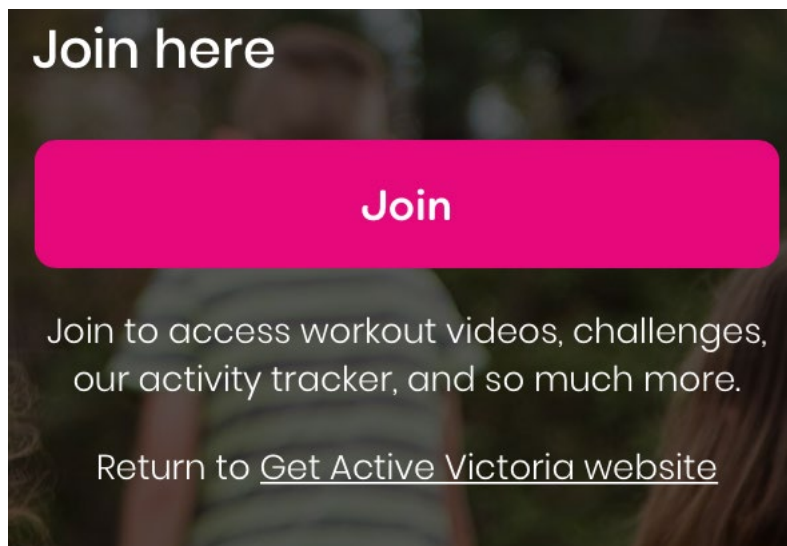 Join here
Join
Join to access workout videos, challenges,
our activity tracker, and so much more.
Return to Get Active Victoria website